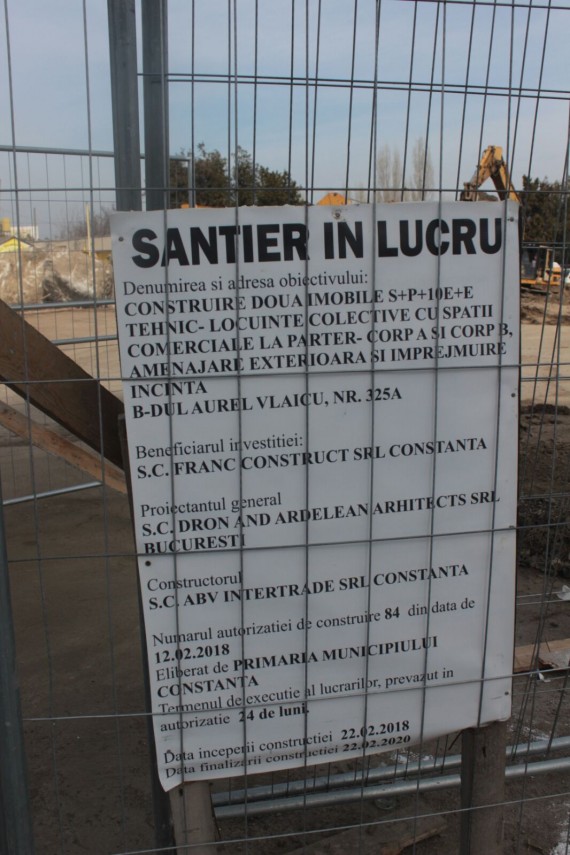 SANTIER IN LUCRU
Denumirea si adresa obiectivului:
CONSTRUIRE DOUA IMOBILE S+P+10E+E
TEHNIC- LOCUINTE COLECTIVE CU SPATII
COMERCIALE LA PARTER- CORP A SI CORP B,
AMENAJARE EXTERIOARA SI IMPREJMUIRE
INCINTA
B-DUL AUREL VLAICU, NR. 325A
Beneficiarul investitiei:
S.C. FRANC CONSTRUCT SRL CONSTANTA
Proiectantul general
S.C. DRON AND ARDELEAN ARHITECTS SRL
BUCURESTI
Constructorul
S.C. ABV INTERTRADE SRL CONSTANTA
Numarul autorizatiei de construire 84 din data de
12.02.2018
Eliberat de PRIMARIA MUNICIPIULUI
CONSTANTA
Termenul de executie al lucrarilor, prevazut in
autorizatie 24 de luni.
Data inceperii constructiei 22.02.2018
Data finalizarii constructiei 22.02.2020